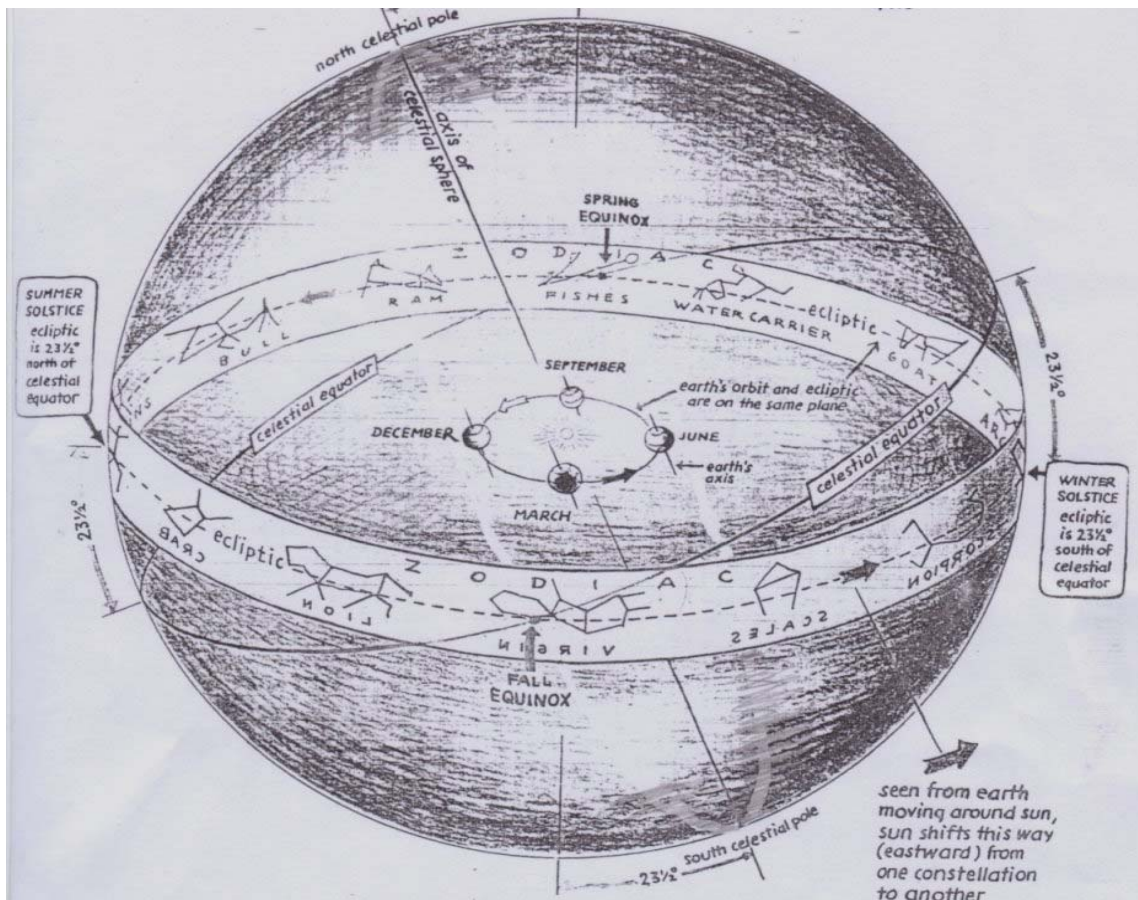 north celestial pole
axis of
celestial sphere
SPRING
EQUINOX
ZODIAC
SUMMER
SOLSTICE
ecliptic
is 23½°
north of
celestial
equator
RAM
FISHES
WATER CARRIER
ecliptic
GOAT
BULL
23½°
celestial equator
SEPTEMBER
earth's orbit and ecliptic
are on the same plane
DECEMBER
JUNE
earth's
axis
MARCH
celestial equator
WINTER
SOLSTICE
ecliptic
is 23½°
south of
celestial
equator
23½°
CRAB
ecliptic
ZODIAC
LION
VIRGIN
SCALES
SCORPION
FALL
EQUINOX
seen from earth
moving around sun,
sun shifts this way
(eastward) from
one constellation
to another
south celestial pole
23½°